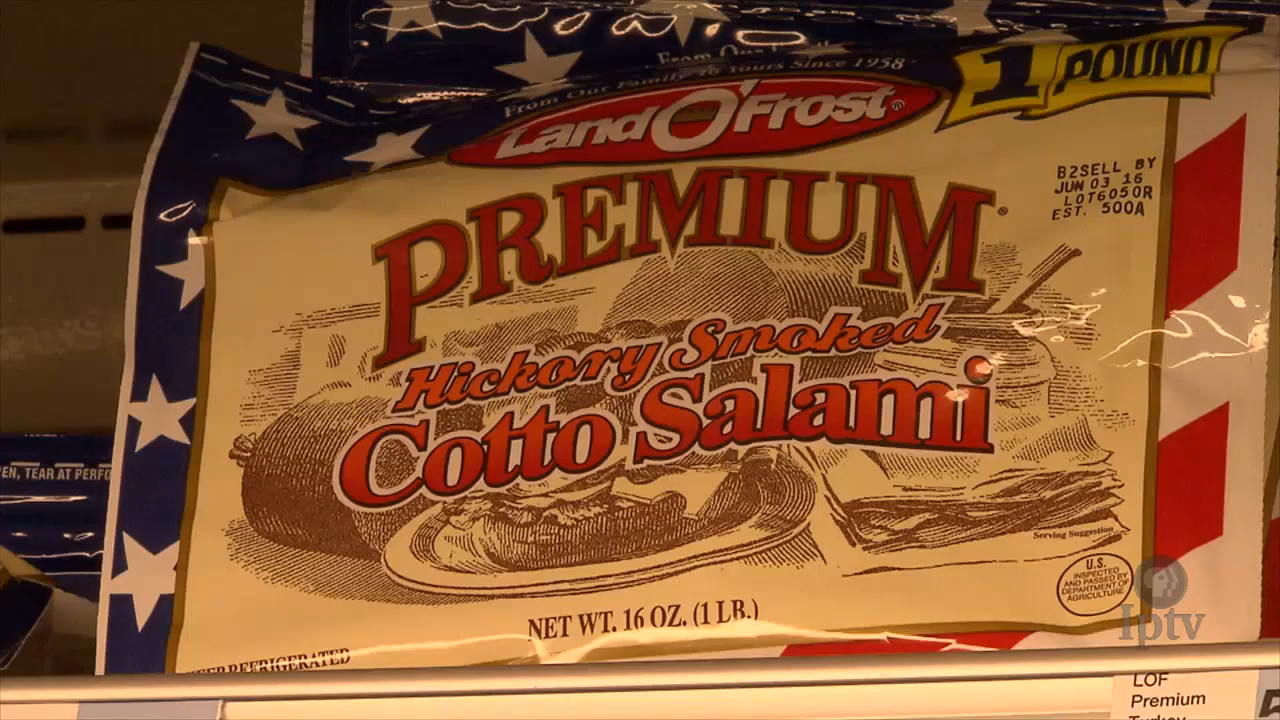 From Our Family To Yours Since 1958
Land O'Frost®
1 POUND
B2SELL BY
JUN 03 16
LOT6050R
EST. 500A
PREMIUM®
Hickory Smoked
Cotto Salami
Serving Suggestion
U.S.
INSPECTED
AND PASSED BY
DEPARTMENT OF
AGRICULTURE
NET WT. 16 OZ. (1 LB.)
REFRIGERATED
EN, TEAR AT PERFO
Iptv
LOF
Premium
Turkey